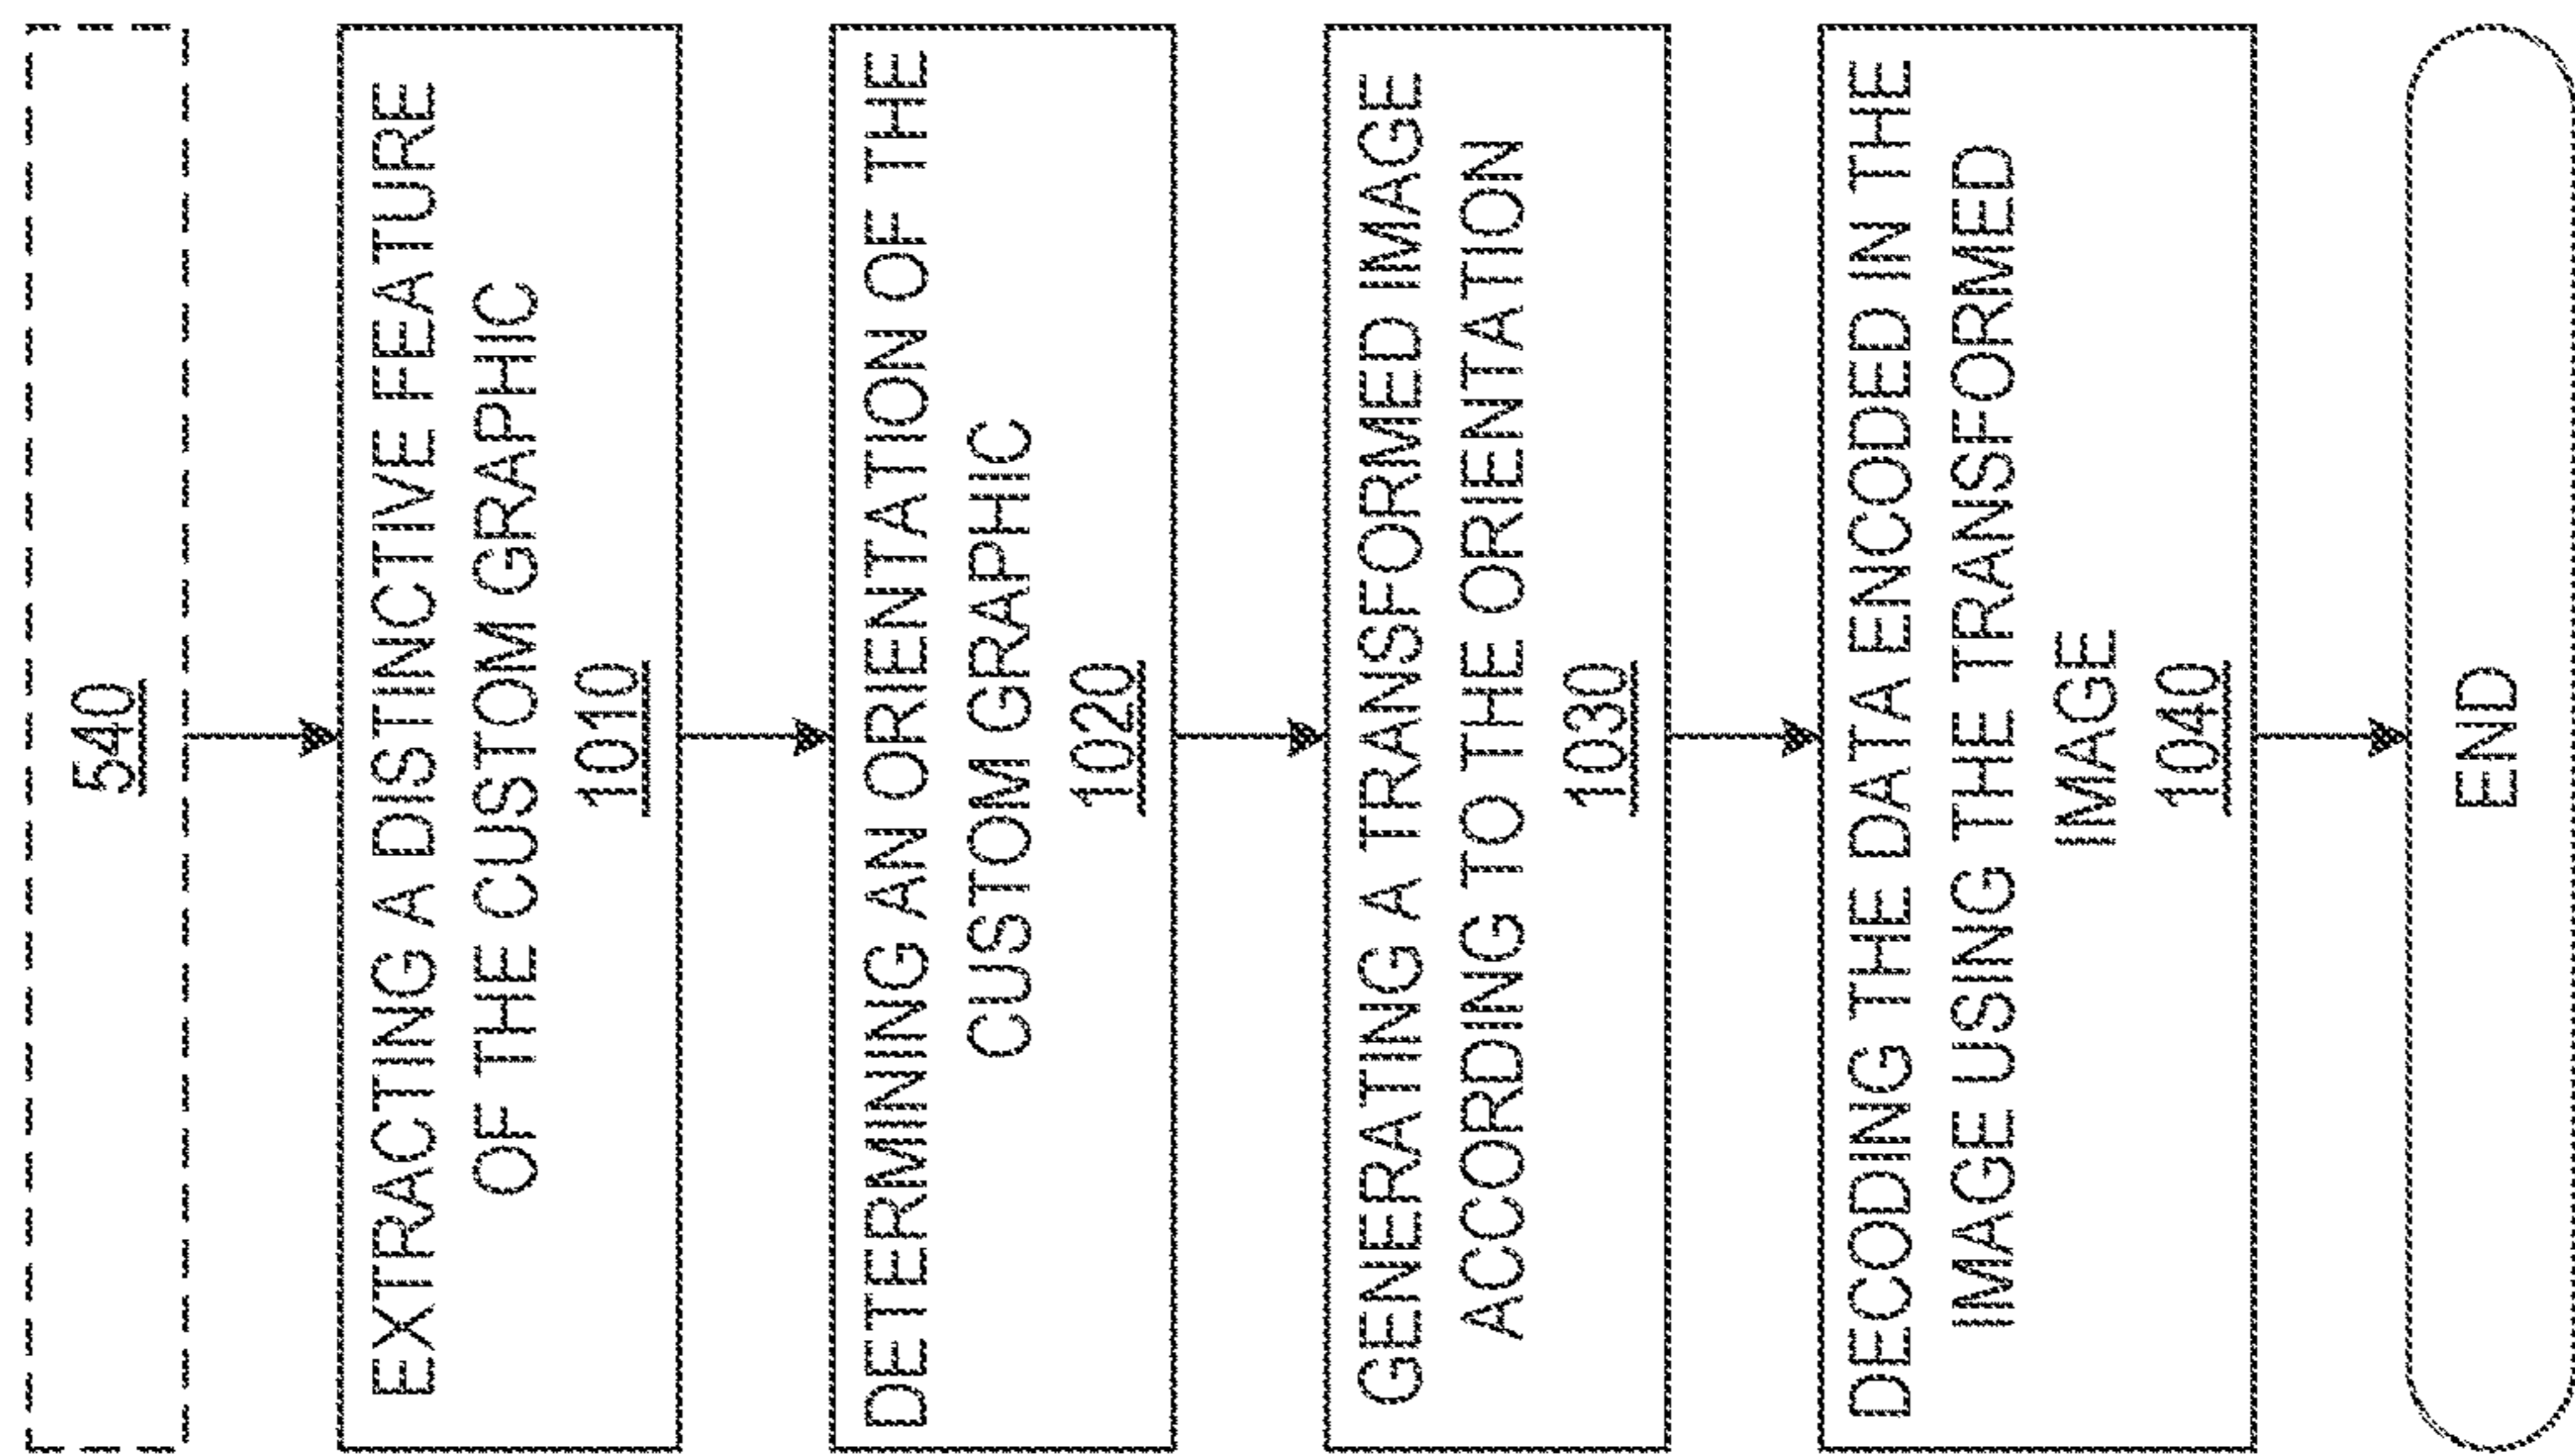 540
EXTRACTING A DISTINCTIVE FEATURE
OF THE CUSTOM GRAPHIC
1010
DETERMINING AN ORIENTATION OF THE
CUSTOM GRAPHIC
1020
GENERATING A TRANSFORMED IMAGE
ACCORDING TO THE ORIENTATION
1030
DECODING THE DATA ENCODED IN THE
IMAGE USING THE TRANSFORMED
IMAGE
1040
END